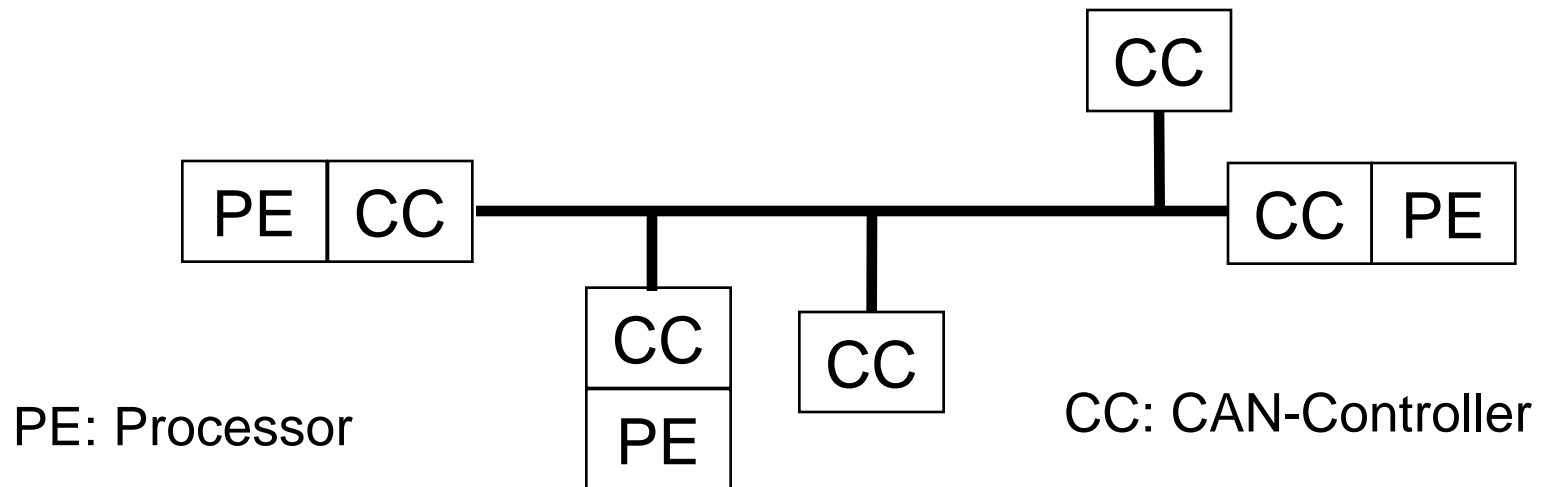 CC
PE CC
CC PE
CC
PE
CC
PE: Processor
CC: CAN-Controller